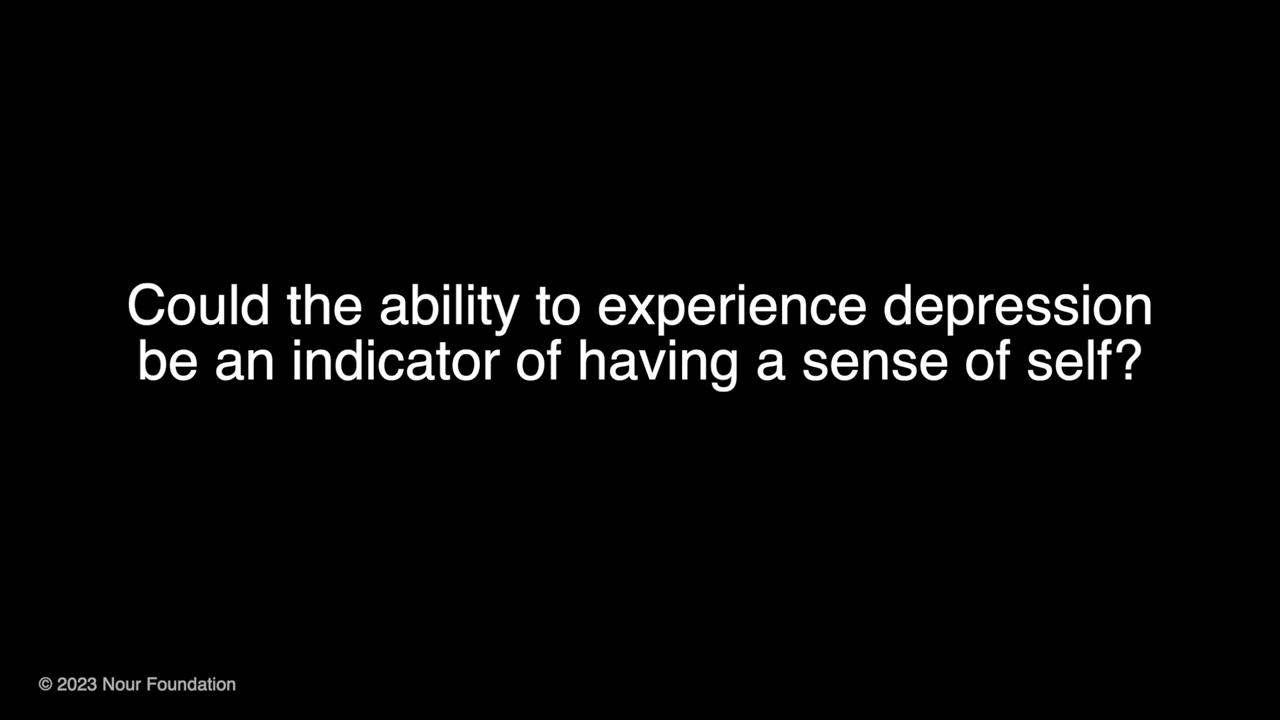 Could the ability to experience depression
be an indicator of having a sense of self?
© 2023 Nour Foundation